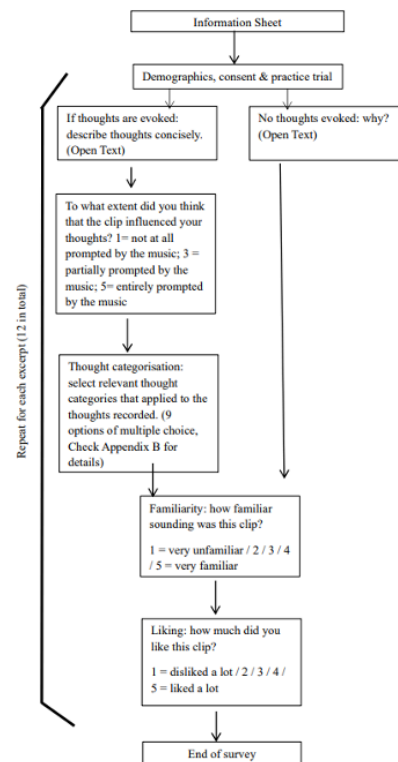 Information Sheet
Demographics, consent & practice trial
If thoughts are evoked:
describe thoughts concisely.
(Open Text)
No thoughts evoked: why?
(Open Text)
To what extent did you think
that the clip influenced your
thoughts? 1= not at all
prompted by the music; 3 =
partially prompted by the
music; 5= entirely prompted
by the music
Repeat for each excerpt (12 in total)
Thought categorisation:
select relevant thought
categories that applied to the
thoughts recorded. (9
options of multiple choice,
Check Appendix B for
details)
Familiarity: how familiar
sounding was this clip?
1 = very unfamiliar / 2 / 3 / 4
/ 5 = very familiar
Liking: how much did you
like this clip?
1 = disliked a lot / 2 / 3 / 4 /
5 = liked a lot
End of survey